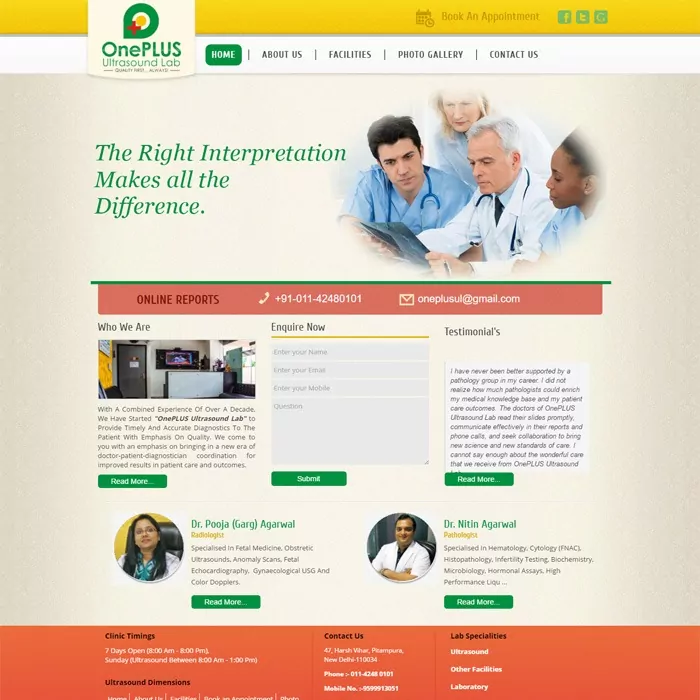 Book An Appointment
OnePLUS
Ultrasound Lab
QUALITY FIRST... ALWAYS!
HOME | ABOUT US | FACILITIES | PHOTO GALLERY | CONTACT US
The Right Interpretation
Makes all the
Difference.
ONLINE REPORTS
+91-011-42480101
oneplusul@gmail.com
Who We Are
With A Combined Experience Of Over A Decade,
We Have Started "OnePLUS Ultrasound Lab" to
Provide Timely And Accurate Diagnostics To The
Patient With Emphasis On Quality. We come to
you with an emphasis on bringing in a new era of
doctor-patient-diagnostician coordination for
improved results in patient care and outcomes.
Read More...
Enquire Now
Enter your Name
Enter your Email
Enter your Mobile
Question
Submit
Testimonial's
I have never been better supported by a
pathology group in my career. I did not
realize how much pathologists could enrich
my medical knowledge base and my patient
care outcomes. The doctors of OnePLUS
Ultrasound Lab read their slides promptly,
communicate effectively in their reports and
phone calls, and seek collaboration to bring
new science and new standards of care. I
cannot say enough about the wonderful care
that we receive from OnePLUS Ultrasound
Read More...
Dr. Pooja (Garg) Agarwal
Radiologist
Specialised In Fetal Medicine, Obstretic
Ultrasounds, Anomaly Scans, Fetal
Echocardiography, Gynaecological USG And
Color Dopplers.
Read More...
Dr. Nitin Agarwal
Pathologist
Specialised In Hematology, Cytology (FNAC),
Histopathology, Infertility Testing, Biochemistry,
Microbiology, Hormonal Assays, High
Performance Liqu ...
Read More...
Clinic Timings
7 Days Open (8:00 Am - 8:00 Pm),
Sunday (Ultrasound Between 8:00 Am - 1:00 Pm)
Ultrasound Dimensions
Home | About Us | Facilities | Book an Appointment | Photo
Contact Us
47, Harsh Vihar, Pitampura,
New Delhi-110034
Phone :- 011-4248 0101
Mobile No. :-9599913051
Lab Specialities
Ultrasound
Other Facilities
Laboratory